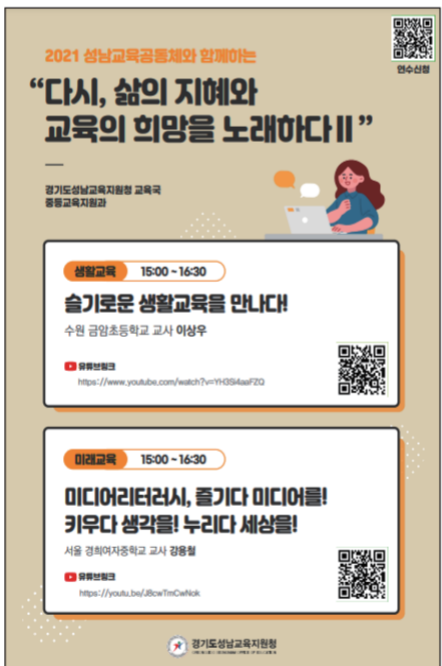 2021 성남교육공동체와 함께하는
연수신청
“다시, 삶의 지혜와
교육의 희망을 노래하다Ⅱ”
경기도성남교육지원청 교육국
중등교육지원과
생활교육 15:00 ~ 16:30
슬기로운 생활교육을 만나다!
수원 금암초등학교 교사 이상우
유튜브링크
https://www.youtube.com/watch?v=YH3Si4aaFZQ
미래교육 15:00 ~ 16:30
미디어리터러시, 즐기다 미디어를!
키우다 생각을! 누리다 세상을!
서울 경희여자중학교 교사 강용철
유튜브링크
https://youtu.be/J8cwTmCwNok
경기도성남교육지원청